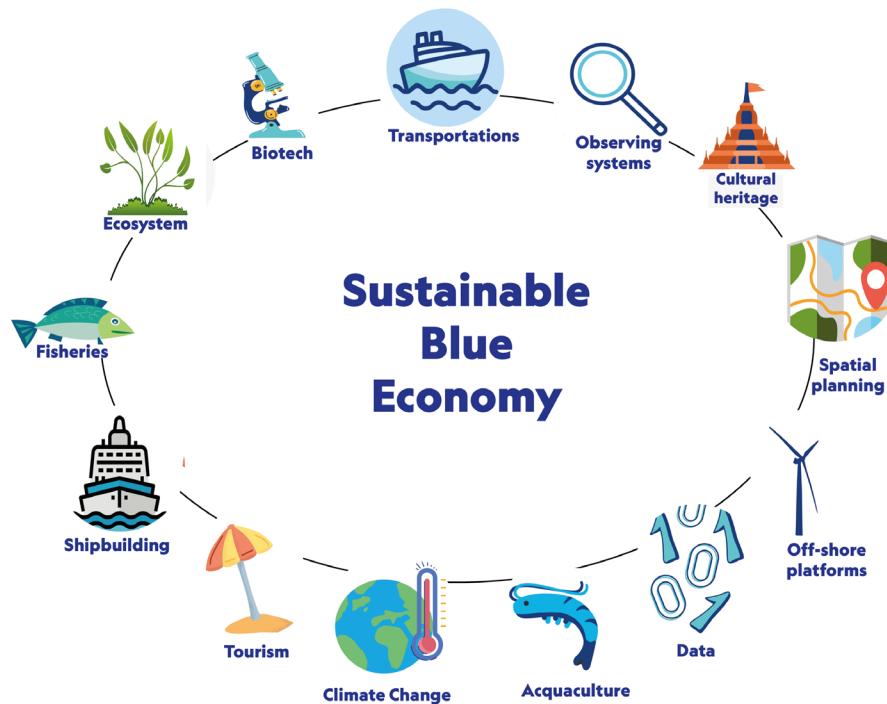 Transportations
Observing
systems
Biotech
Cultural
heritage
Ecosystem
Sustainable
Blue
Economy
Fisheries
Spatial
planning
Shipbuilding
Off-shore
platforms
Tourism
Data
Climate Change
Acquaculture